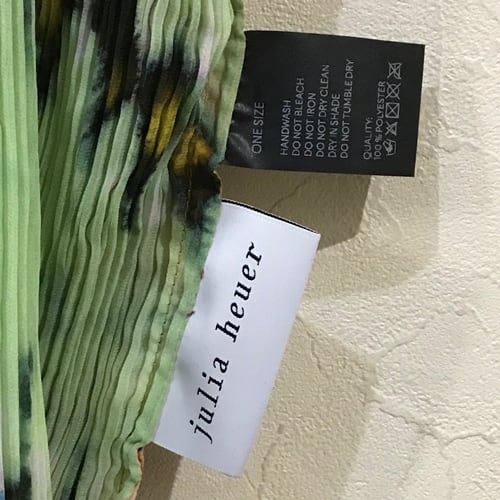 ONE SIZE
HANDWASH
DO NOT BLEACH
DO NOT IRON
DO NOT DRY CLEAN
DRY IN SHADE
DO NOT TUMBLE DRY
QUALITY:
100 % POLYESTER
julia heuer